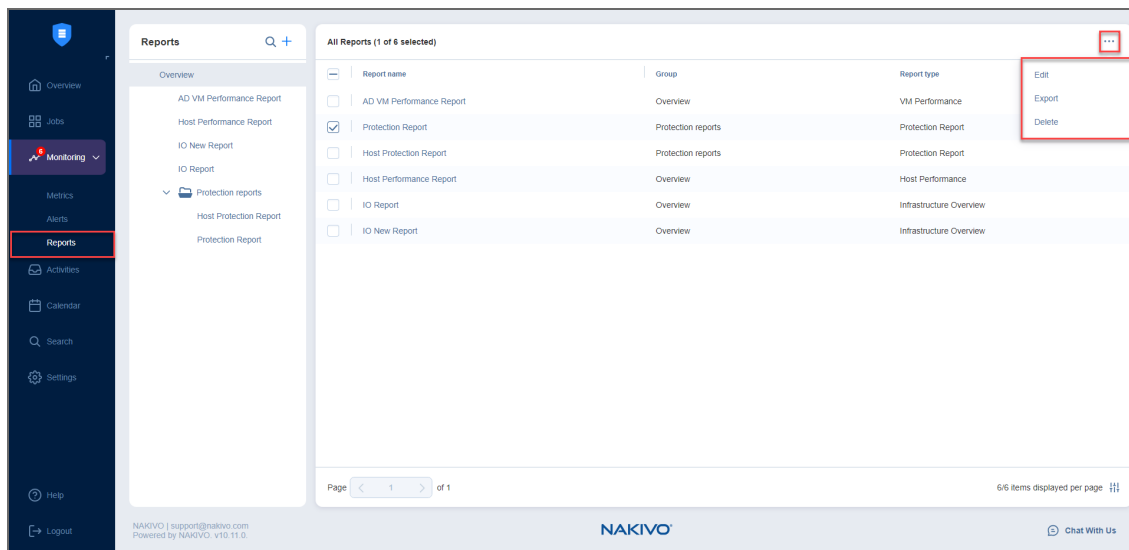 Overview
Jobs
6
Monitoring
Metrics
Alerts
Reports
Activities
Calendar
Search
Settings
Help
Logout
Reports
Overview
AD VM Performance Report
Host Performance Report
IO New Report
IO Report
Protection reports
Host Protection Report
Protection Report
All Reports (1 of 6 selected)
Report name Group Report type
AD VM Performance Report Overview VM Performance
Protection Report Protection reports Protection Report
Host Protection Report Protection reports Protection Report
Host Performance Report Overview Host Performance
IO Report Overview Infrastructure Overview
IO New Report Overview Infrastructure Overview
Edit
Export
Delete
Page 1 of 1 6/6 items displayed per page
NAKIVO | support@nakivo.com
Powered by NAKIVO. v10.11.0.
NAKIVO
Chat With Us